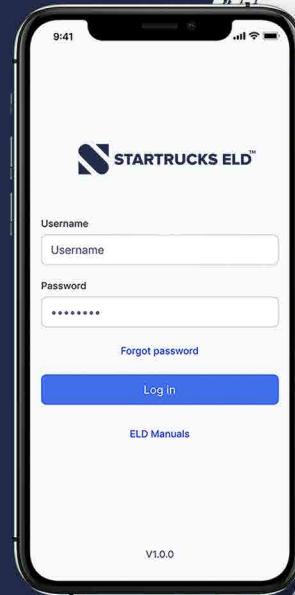 9:41
STARTRUCKS ELD™
Username
Username
Password
Forgot password
Log in
ELD Manuals
V1.0.0